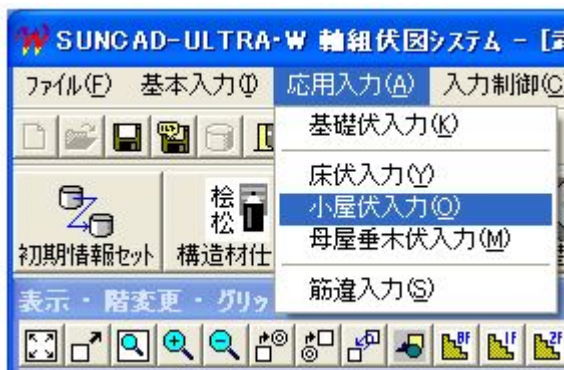 SUNCAD-ULTRA・W 軸組伏図システム - [
ファイル(F) 基本入力(I) 応用入力(A) 入力制御(C
基礎伏入力(K)
床伏入力(Y)
小屋伏入力(O)
母屋垂木伏入力(M)
筋違入力(S)
桧
松
初期情報セット 構造材仕
表示・階変更・グリッ
BF 1F 2F